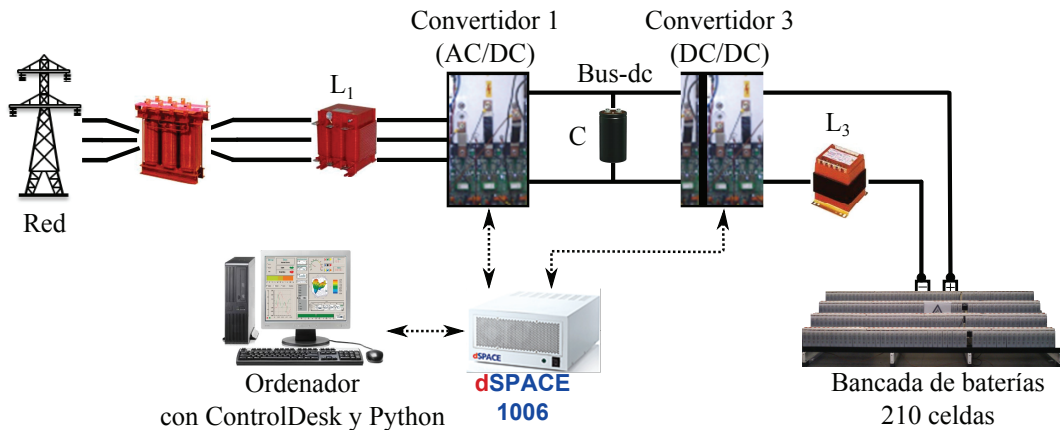 Convertidor 1
(AC/DC)
Convertidor 3
(DC/DC)
Bus-dc
L1
C
L3
Red
dSPACE
Ordenador
con ControlDesk y Python
dSPACE
1006
Bancada de baterías
210 celdas